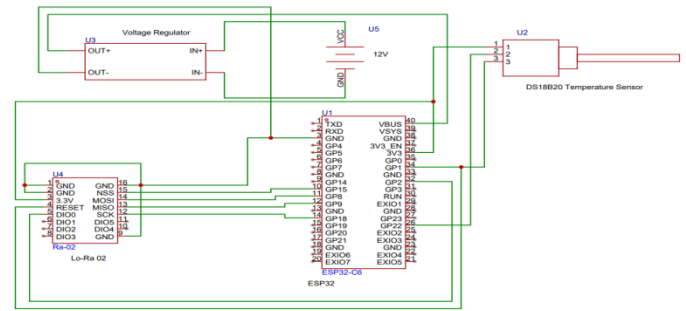 Voltage Regulator
U3
OUT+
IN+
OUT-
IN-
U5
VCC
12V
GND
U2
1
1
2
2
3
3
DS18B20 Temperature Sensor
U1
1 TXD VBUS 40
2 RXD VSYS 39
3 GND GND 38
4 GP4 3V3_EN 37
5 GP5 3V3 36
6 GP6 GP0 35
7 GP7 GP1 34
8 GND GND 33
9 GP14 GP2 32
10 GP15 GP3 31
11 GP8 RUN 30
12 GP9 EXIO1 29
13 GND GND 28
14 GP18 GP23 27
15 GP19 GP22 26
16 GP20 EXIO2 25
17 GP21 EXIO3 24
18 GND GND 23
19 EXIO6 EXIO4 22
20 EXIO7 EXIO5 21
ESP32-C6
ESP32
U4
1 GND GND 16
2 GND NSS 15
3 3.3V MOSI 14
4 RESET MISO 13
5 DIO0 SCK 12
6 DIO1 DIO5 11
7 DIO2 DIO4 10
8 DIO3 GND 9
Ra-02
Lo-Ra 02